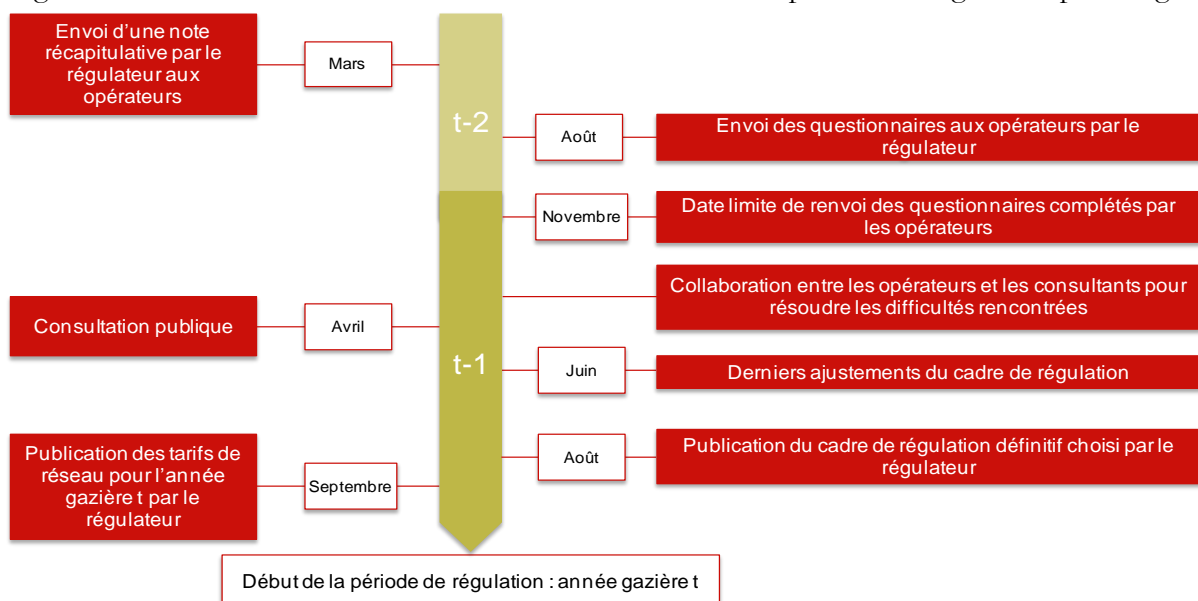 Envoi d'une note
récapitulative par le
régulateur aux
opérateurs
Mars
t-2
Août
Envoi des questionnaires aux opérateurs par le
régulateur
Novembre
Date limite de renvoi des questionnaires complétés par
les opérateurs
Collaboration entre les opérateurs et les consultants pour
résoudre les difficultés rencontrées
Consultation publique
Avril
t-1
Juin
Derniers ajustements du cadre de régulation
Août
Publication du cadre de régulation définitif choisi par le
régulateur
Publication des tarifs de
réseau pour l'année
gazière t par le
régulateur
Septembre
Début de la période de régulation : année gazière t